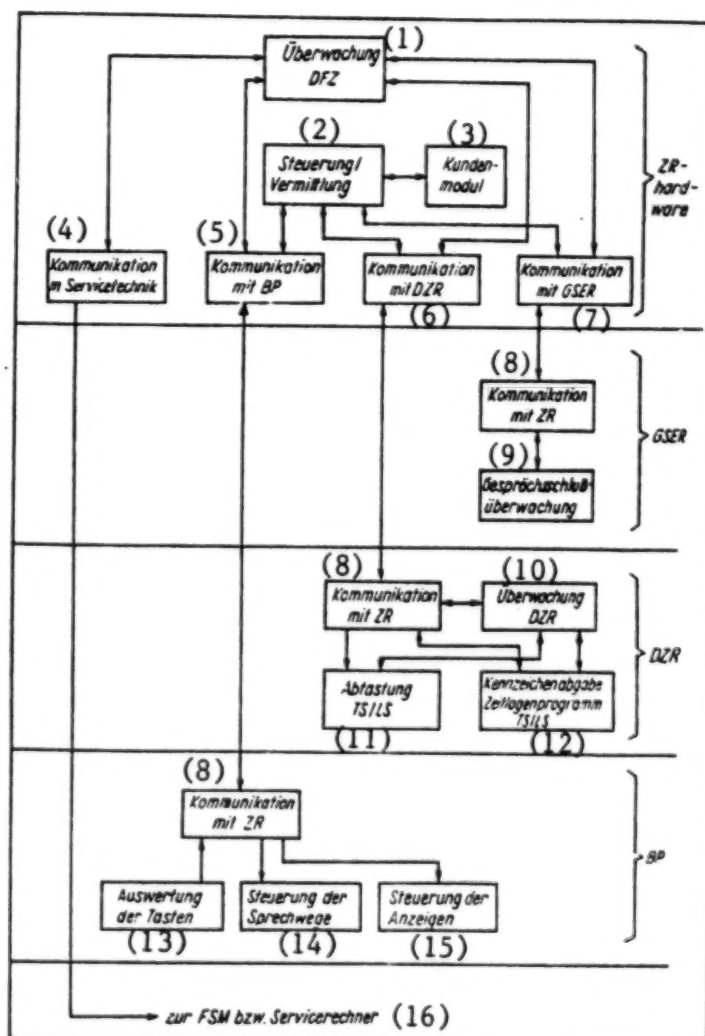 (1)
Überwachung
DFZ
(2)
(3)
Steuerung/
Vermittlung
Kunden-
modul
ZR-
hard-
ware
(4)
(5)
Kommunikation
m Servicetechnik
Kommunikation
mit BP
Kommunikation
mit DZR
Kommunikation
mit GSER
(6)
(7)
(8)
Kommunikation
mit ZR
GSER
(9)
Gesprächsschluß-
überwachung
(8)
(10)
Kommunikation
mit ZR
Überwachung
DZR
DZR
Abtastung
TS/LS
Kennzeichenabgabe
Zeitlagenprogramm
TS/LS
(11)
(12)
(8)
Kommunikation
mit ZR
BP
Auswertung
der Tasten
Steuerung der
Sprechwege
Steuerung der
Anzeigen
(13)
(14)
(15)
zur FSM bzw. Servicerechner (16)